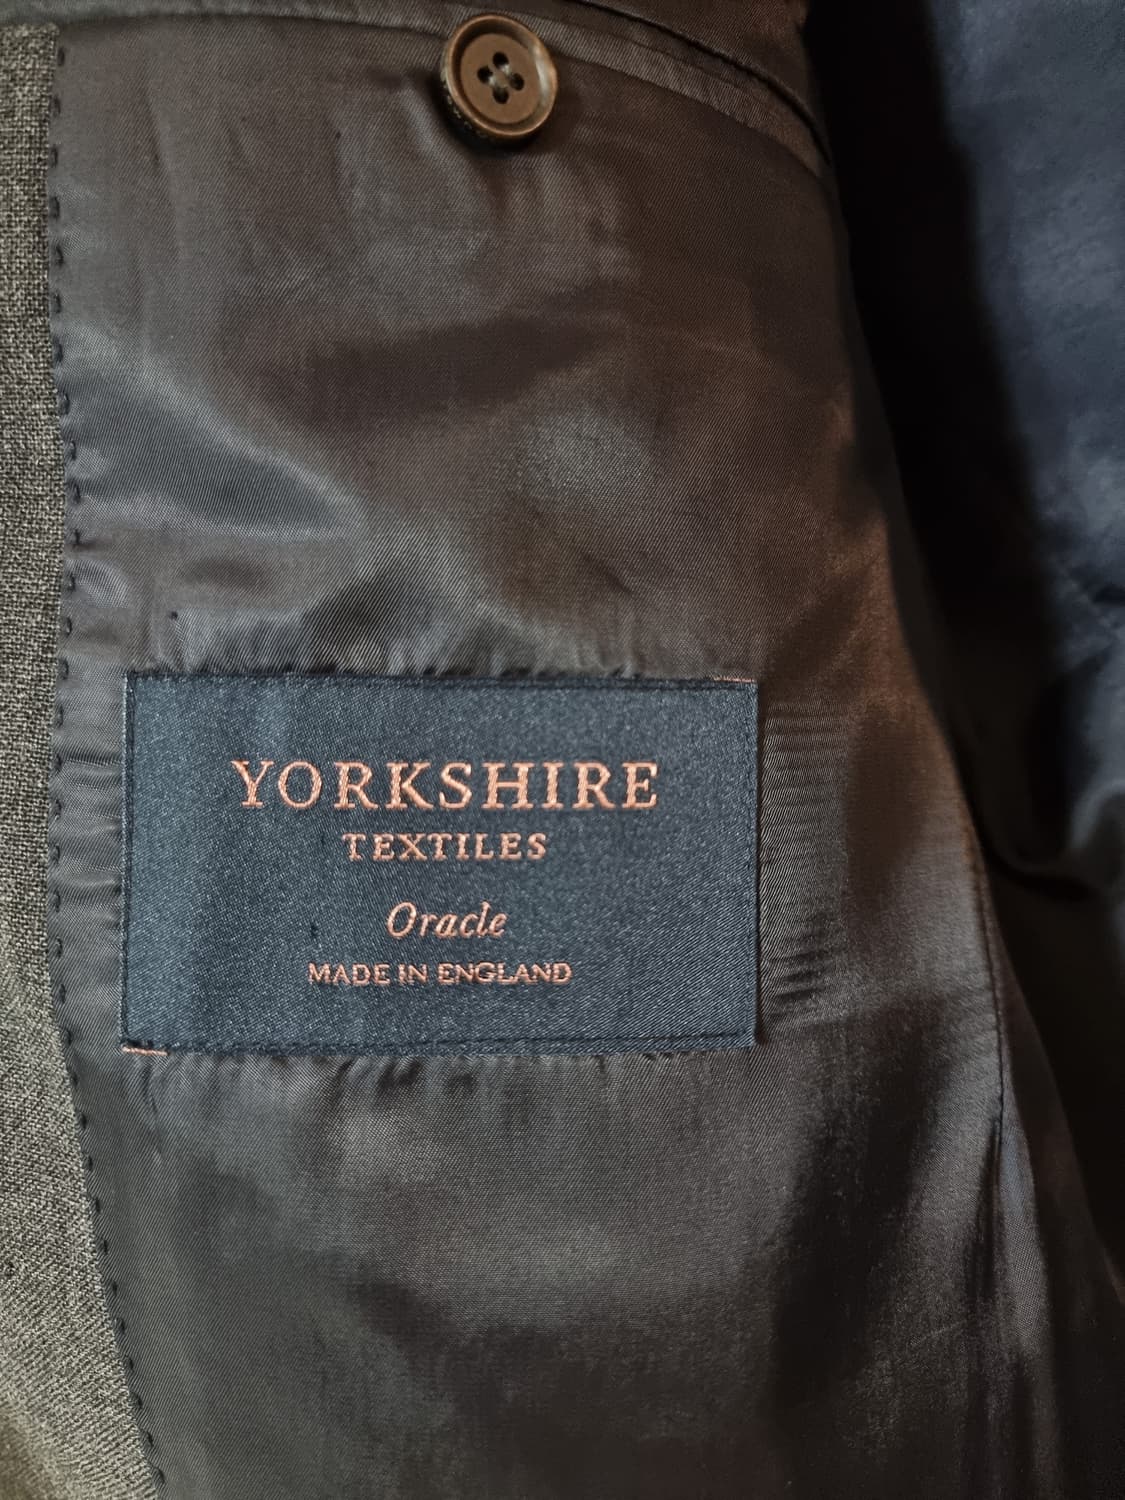 YORKSHIRE
TEXTILES
Oracle
MADE IN ENGLAND